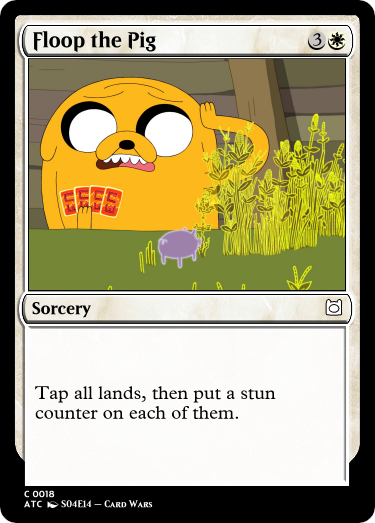 Floop the Pig 3
Sorcery
Tap all lands, then put a stun
counter on each of them.
C 0018
ATC S04E14 – Card Wars